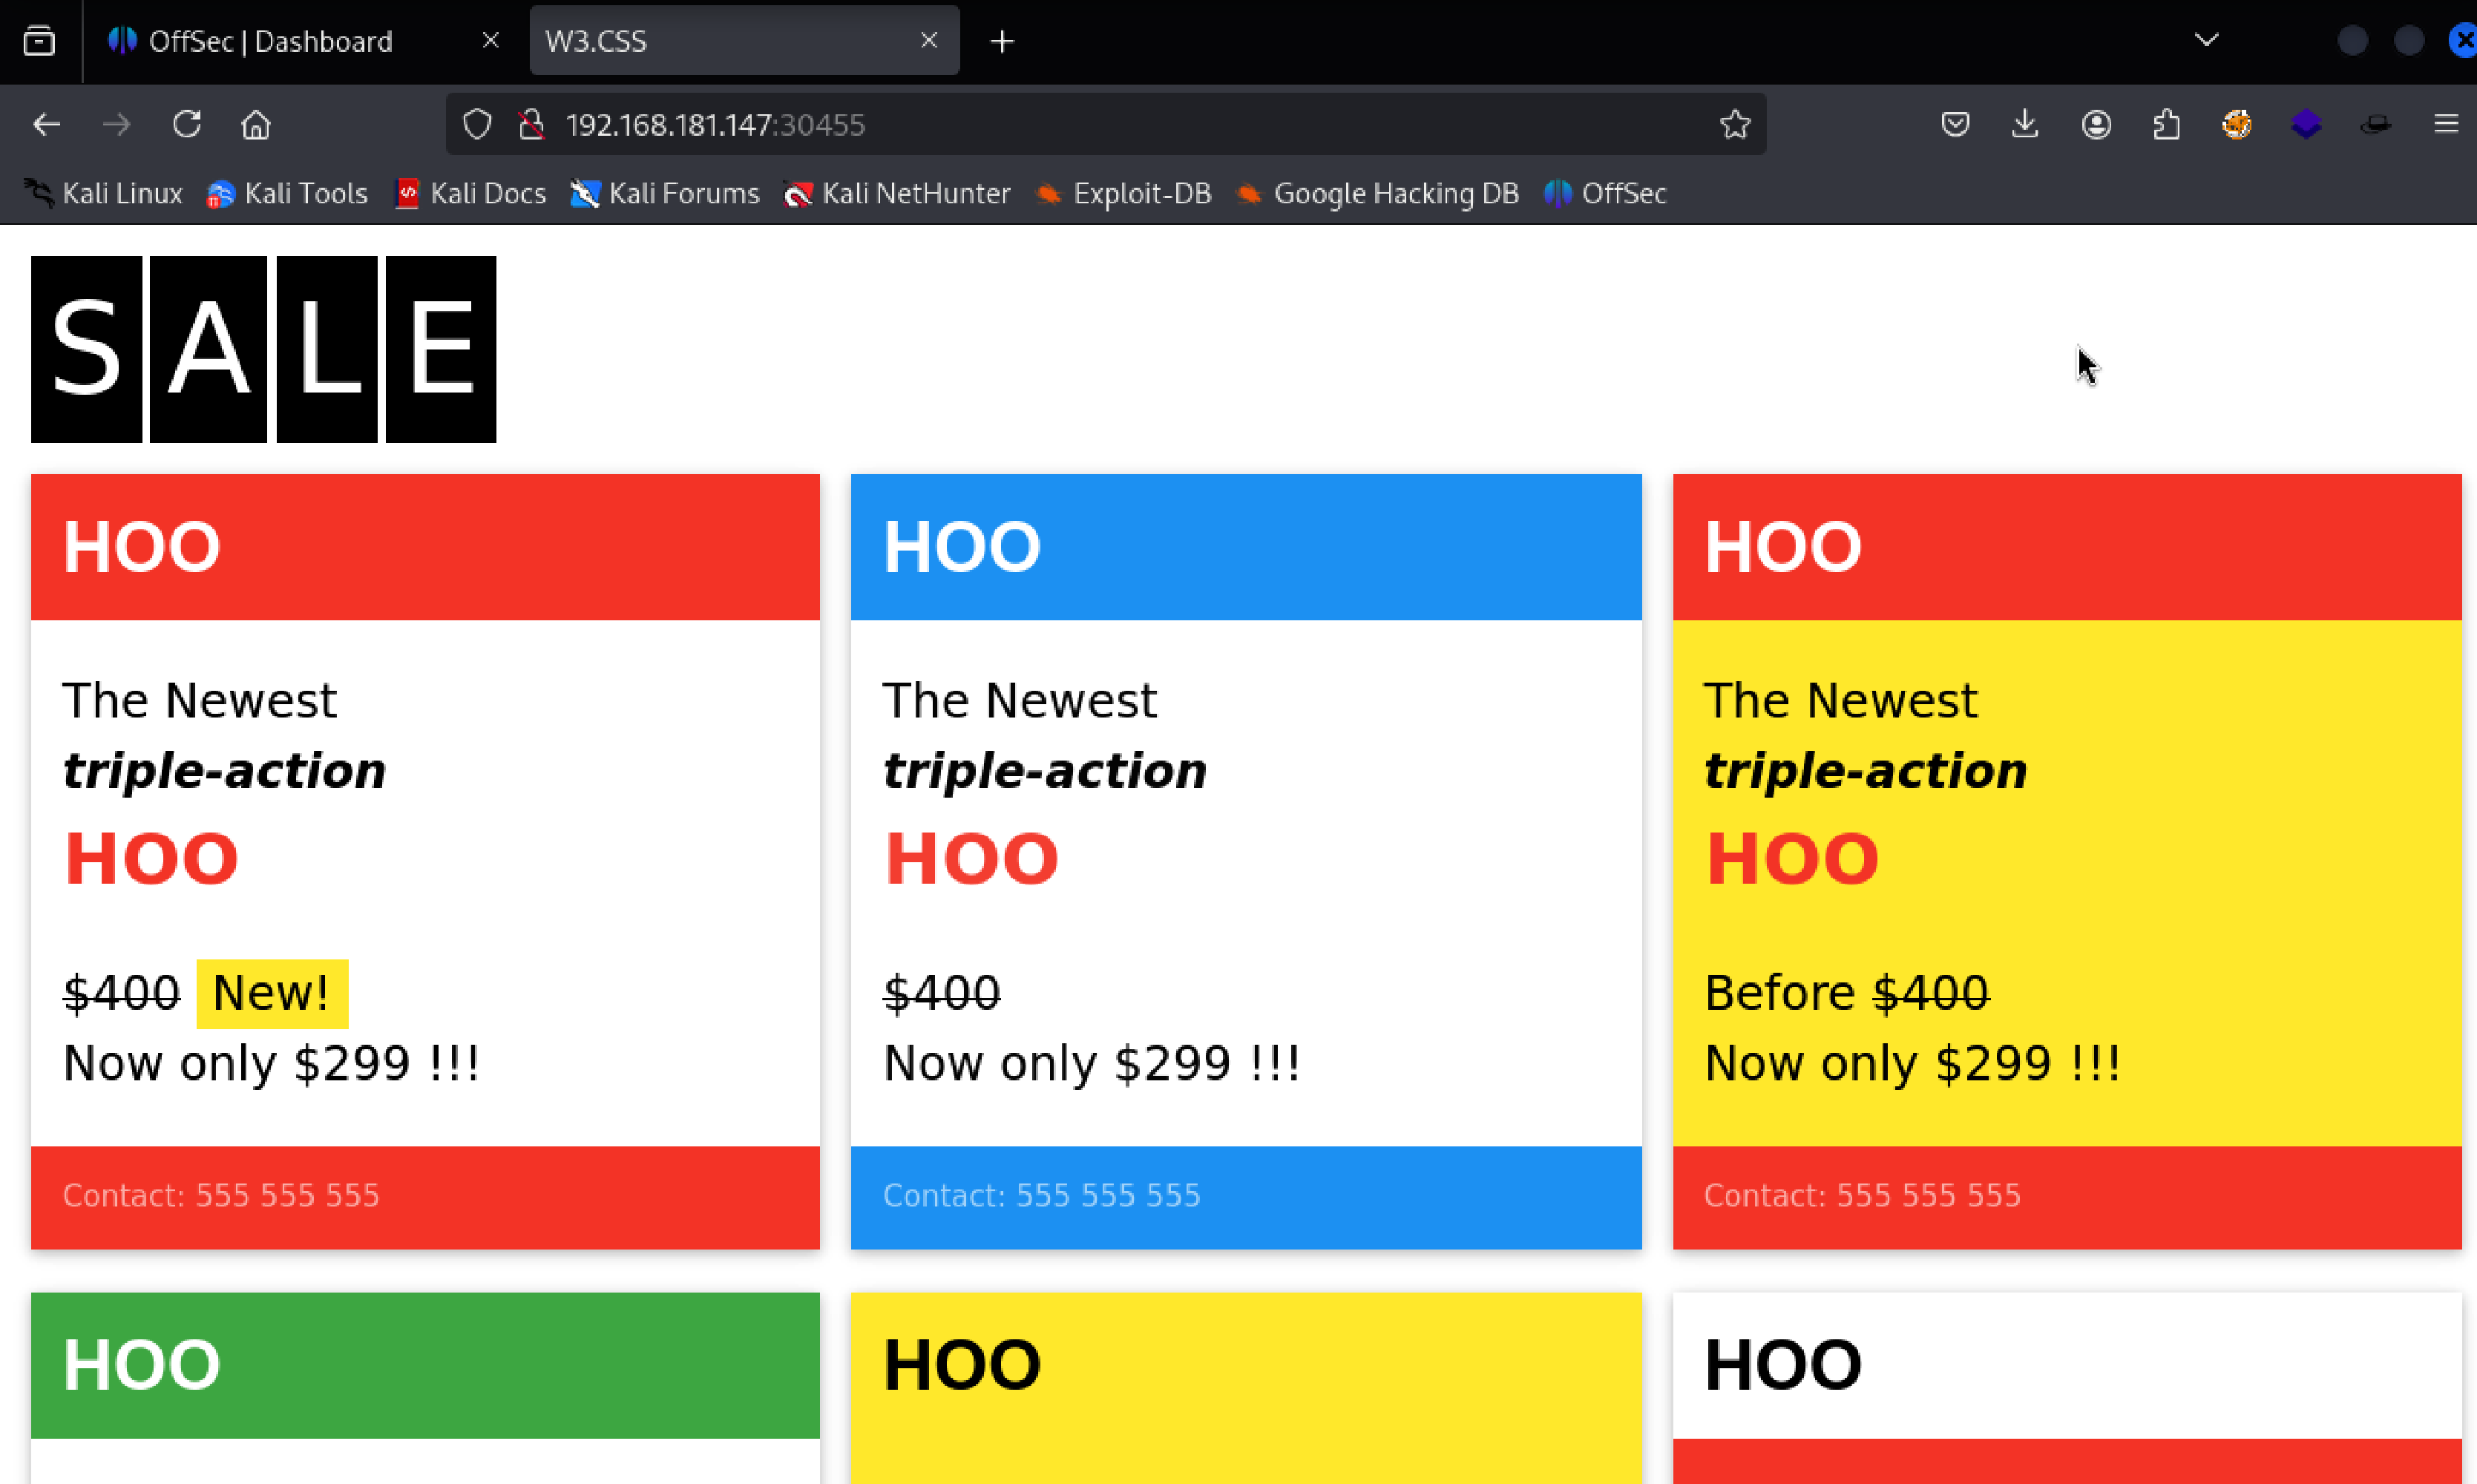 OffSec | Dashboard
W3.CSS
192.168.181.147:30455
Kali Linux Kali Tools Kali Docs Kali Forums Kali NetHunter Exploit-DB Google Hacking DB OffSec
SALE
HOO
The Newest
triple-action
HOO
$400 New!
Now only $299 !!!
Contact: 555 555 555
HOO
The Newest
triple-action
HOO
$400
Now only $299 !!!
Contact: 555 555 555
HOO
The Newest
triple-action
HOO
Before $400
Now only $299 !!!
Contact: 555 555 555
HOO
HOO
HOO